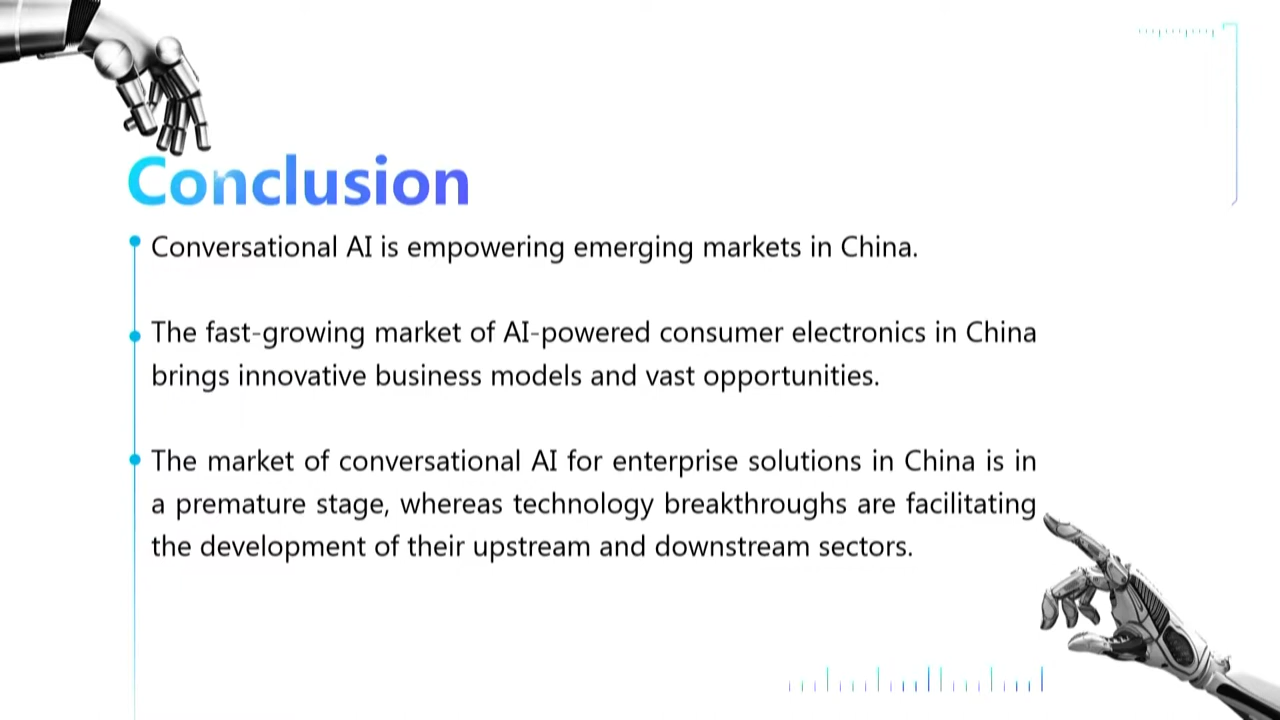 Conclusion
Conversational AI is empowering emerging markets in China.
The fast-growing market of AI-powered consumer electronics in China
brings innovative business models and vast opportunities.
The market of conversational AI for enterprise solutions in China is in
a premature stage, whereas technology breakthroughs are facilitating
the development of their upstream and downstream sectors.